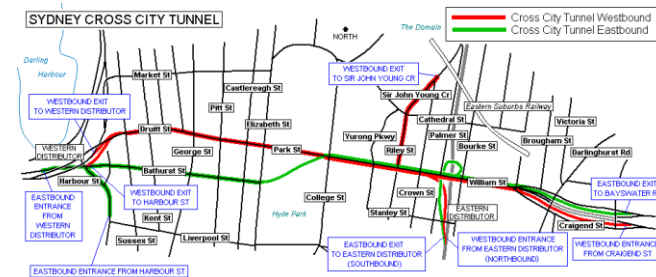 SYDNEY CROSS CITY TUNNEL
Cross City Tunnel Westbound
Cross City Tunnel Eastbound
The Domain
NORTH
Darling
Harbour
Market St
Castlereagh St
WESTBOUND EXIT
TO SIR JOHN YOUNG CR
Sir John Young Cr
Eastern Suburbs Railway
WESTBOUND EXIT
TO WESTERN DISTRIBUTOR
Pitt St
Elizabeth St
Cathedral St
Victoria St
Druitt St
Yurong Pkwy
Palmer St
Bourke St
Brougham St
George St
Park St
Riley St
Darlinghurst Rd
WESTERN
DISTRIBUTOR
Bathurst St
Harbour St
William St
EASTBOUND EXIT
TO BAYSWATER R
EASTBOUND
ENTRANCE
FROM
WESTERN
DISTRIBUTOR
WESTBOUND EXIT
TO HARBOUR ST
College St
Crown St
Hyde Park
Stanley St
EASTERN
DISTRIBUTOR
Kent St
Craigend St
Sussex St
Liverpool St
EASTBOUND EXIT
TO EASTERN DISTRIBUTOR
(SOUTHBOUND)
WESTBOUND ENTRANCE
FROM EASTERN DISTRIBUTOR
(NORTHBOUND)
WESTBOUND ENTRANCE
FROM CRAIGEND ST
EASTBOUND ENTRANCE FROM HARBOUR ST